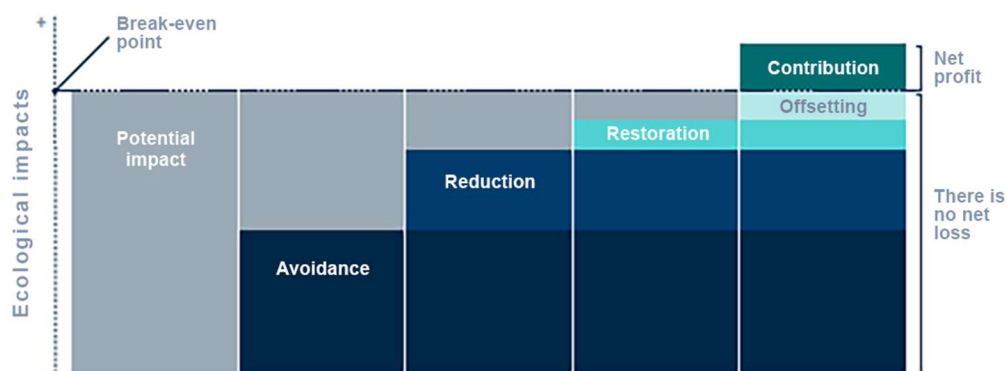 +
Break-even
point
Ecological impacts
Potential
impact
Avoidance
Reduction
Restoration
Contribution
Offsetting
Net
profit
There is
no net
loss